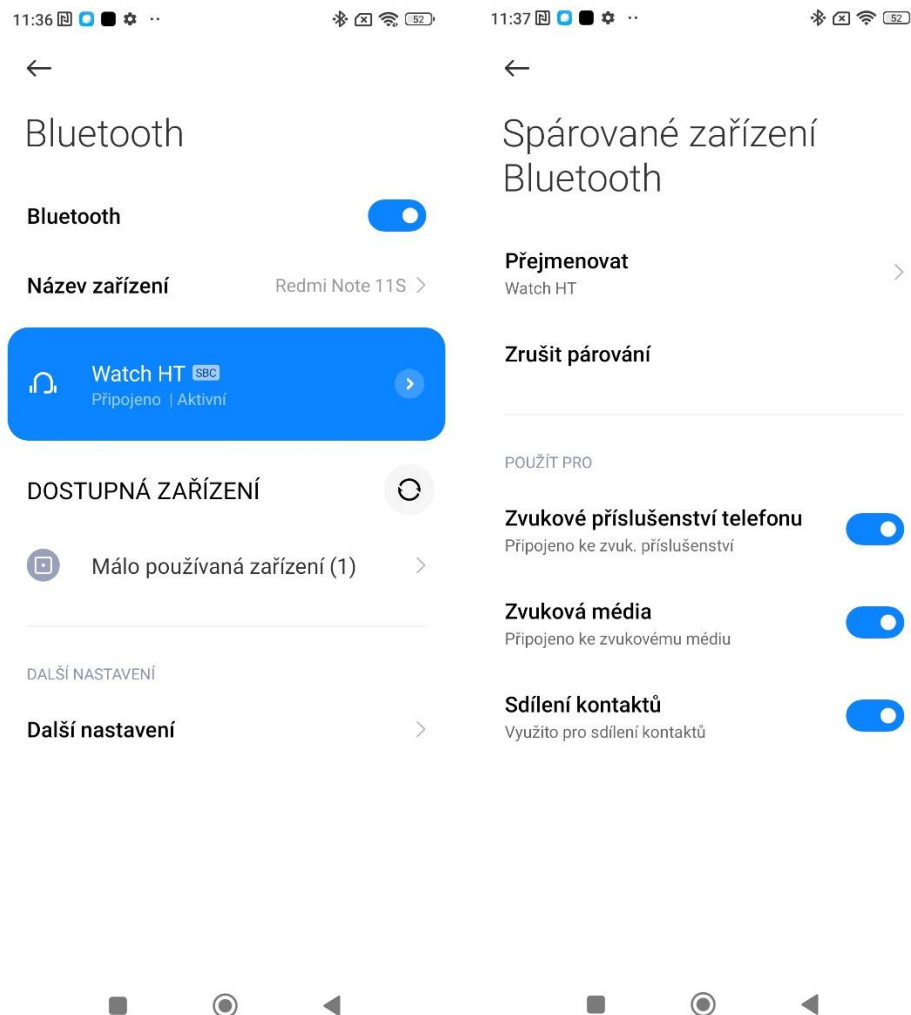 11:36
52
Bluetooth
Bluetooth
Název zařízení
Redmi Note 11S
Watch HT SBC
Připojeno | Aktivní
DOSTUPNÁ ZAŘÍZENÍ
Málo používaná zařízení (1)
DALŠÍ NASTAVENÍ
Další nastavení
11:37
52
Spárované zařízení
Bluetooth
Přejmenovat
Watch HT
Zrušit párování
POUŽÍT PRO
Zvukové příslušenství telefonu
Připojeno ke zvuk. příslušenství
Zvuková média
Připojeno ke zvukovému médiu
Sdílení kontaktů
Využito pro sdílení kontaktů